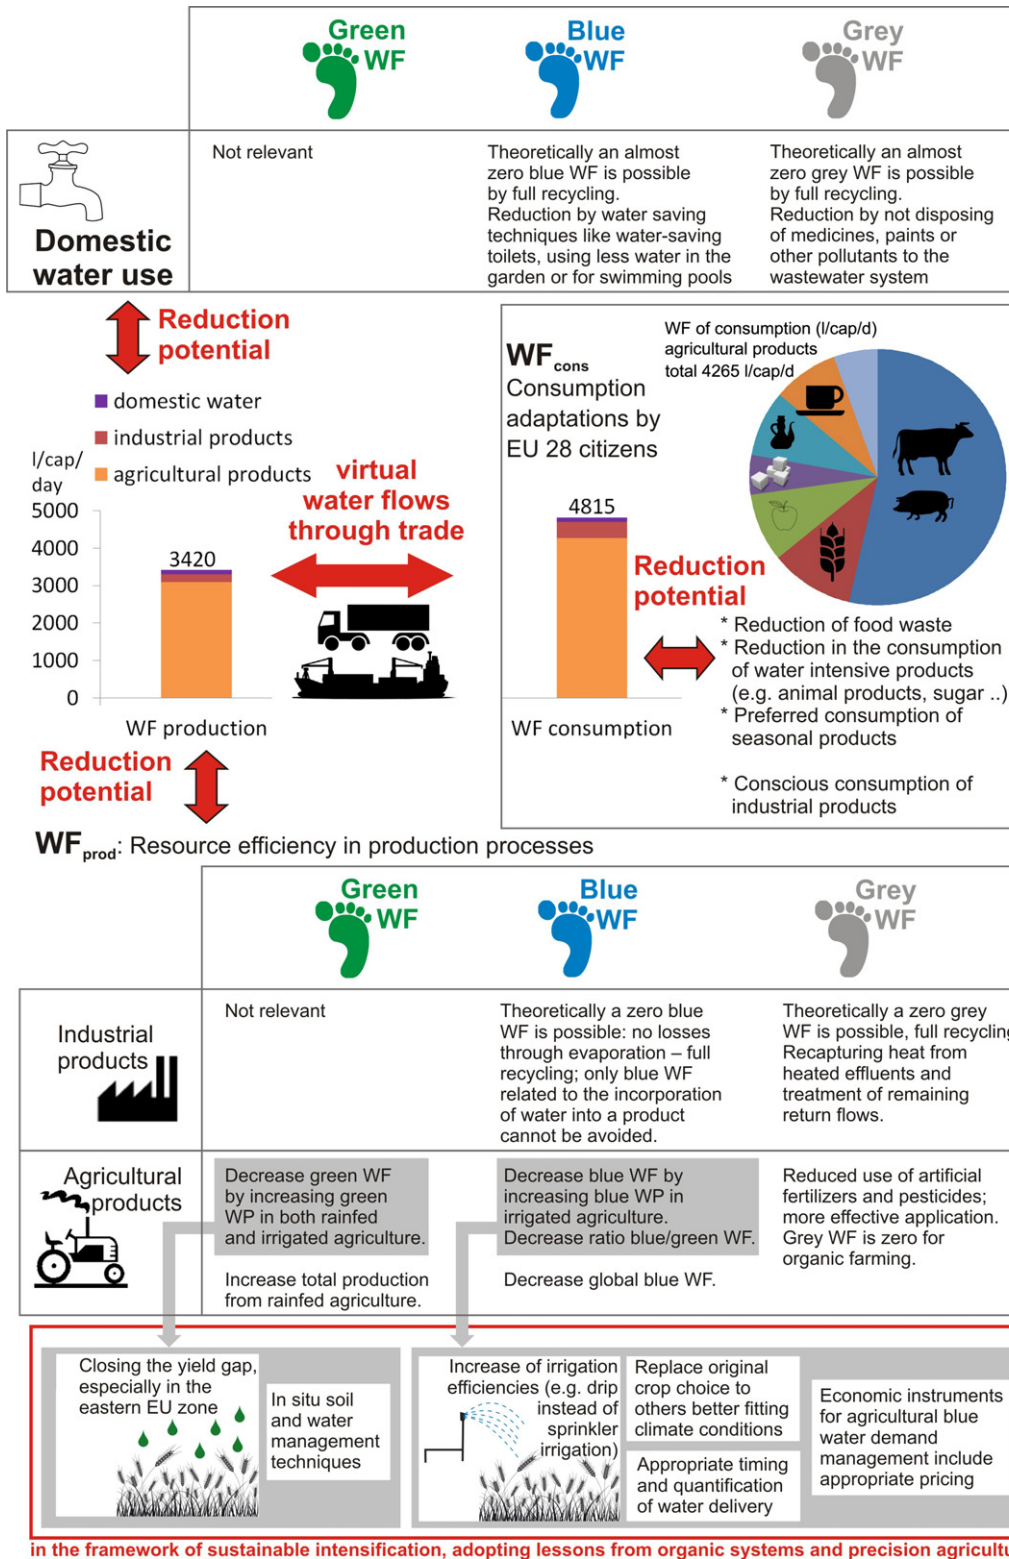 Green
WF
Blue
WF
Grey
WF
Domestic
water use
Not relevant
Theoretically an almost
zero blue WF is possible
by full recycling.
Reduction by water saving
techniques like water-saving
toilets, using less water in the
garden or for swimming pools
Theoretically an almost
zero grey WF is possible
by full recycling.
Reduction by not disposing
of medicines, paints or
other pollutants to the
wastewater system
Reduction
potential
domestic water
industrial products
agricultural products
l/cap/
day
5000
4000
3000
2000
1000
0
3420
WF production
virtual
water flows
through trade
WFcons
Consumption
adaptations by
EU 28 citizens
WF of consumption (l/cap/d)
agricultural products
total 4265 l/cap/d
4815
WF consumption
Reduction
potential
* Reduction of food waste
* Reduction in the consumption
of water intensive products
(e.g. animal products, sugar ..)
* Preferred consumption of
seasonal products
* Conscious consumption of
industrial products
Reduction
potential
WFprod: Resource efficiency in production processes
Green
WF
Blue
WF
Grey
WF
Industrial
products
Not relevant
Theoretically a zero blue
WF is possible: no losses
through evaporation – full
recycling; only blue WF
related to the incorporation
of water into a product
cannot be avoided.
Theoretically a zero grey
WF is possible, full recycling
Recapturing heat from
heated effluents and
treatment of remaining
return flows.
Agricultural
products
Decrease green WF
by increasing green
WP in both rainfed
and irrigated agriculture.
Increase total production
from rainfed agriculture.
Decrease blue WF by
increasing blue WP in
irrigated agriculture.
Decrease ratio blue/green WF.
Decrease global blue WF.
Reduced use of artificial
fertilizers and pesticides;
more effective application.
Grey WF is zero for
organic farming.
Closing the yield gap,
especially in the
eastern EU zone
In situ soil
and water
management
techniques
Increase of irrigation
efficiencies (e.g. drip
instead of
sprinkler
irrigation)
Replace original
crop choice to
others better fitting
climate conditions
Appropriate timing
and quantification
of water delivery
Economic instruments
for agricultural blue
water demand
management include
appropriate pricing
in the framework of sustainable intensification, adopting lessons from organic systems and precision agricultu